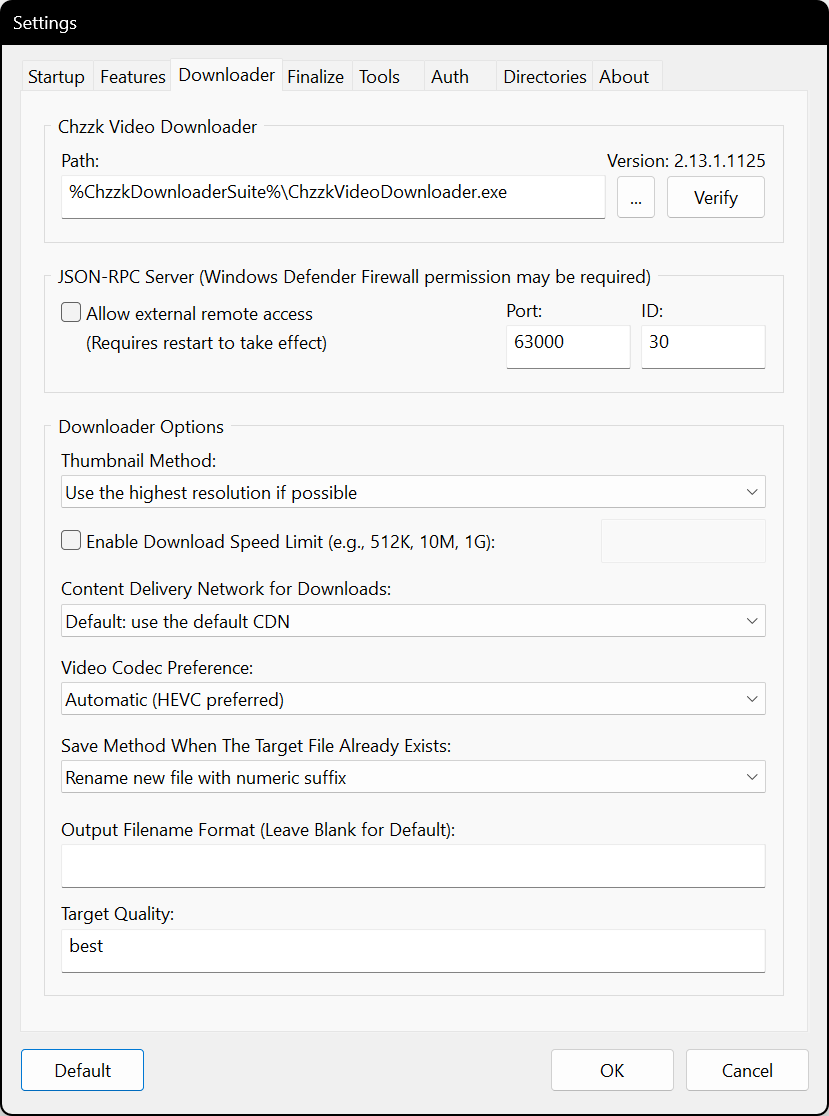 Settings
Startup
Features
Downloader
Finalize
Tools
Auth
Directories
About
Chzzk Video Downloader
Path:
Version: 2.13.1.1125
%ChzzkDownloaderSuite%\ChzzkVideoDownloader.exe
...
Verify
JSON-RPC Server (Windows Defender Firewall permission may be required)
Allow external remote access
(Requires restart to take effect)
Port:
ID:
63000
30
Downloader Options
Thumbnail Method:
Use the highest resolution if possible
Enable Download Speed Limit (e.g., 512K, 10M, 1G):
Content Delivery Network for Downloads:
Default: use the default CDN
Video Codec Preference:
Automatic (HEVC preferred)
Save Method When The Target File Already Exists:
Rename new file with numeric suffix
Output Filename Format (Leave Blank for Default):
Target Quality:
best
Default
OK
Cancel